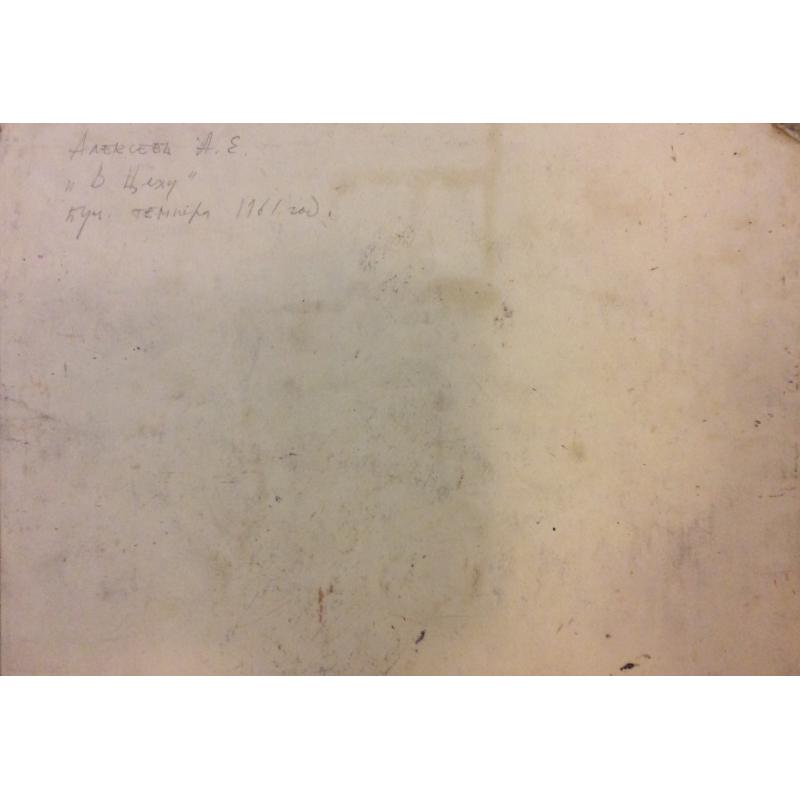 Алексеев А. Е.
"В Цеху"
бум. темпера 1961 год.